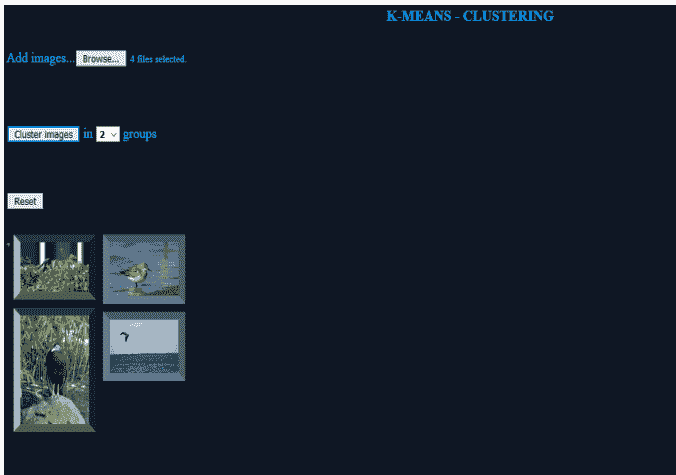 K-MEANS - CLUSTERING
Add images... Browse... 4 files selected.
Cluster images in 2 groups
Reset